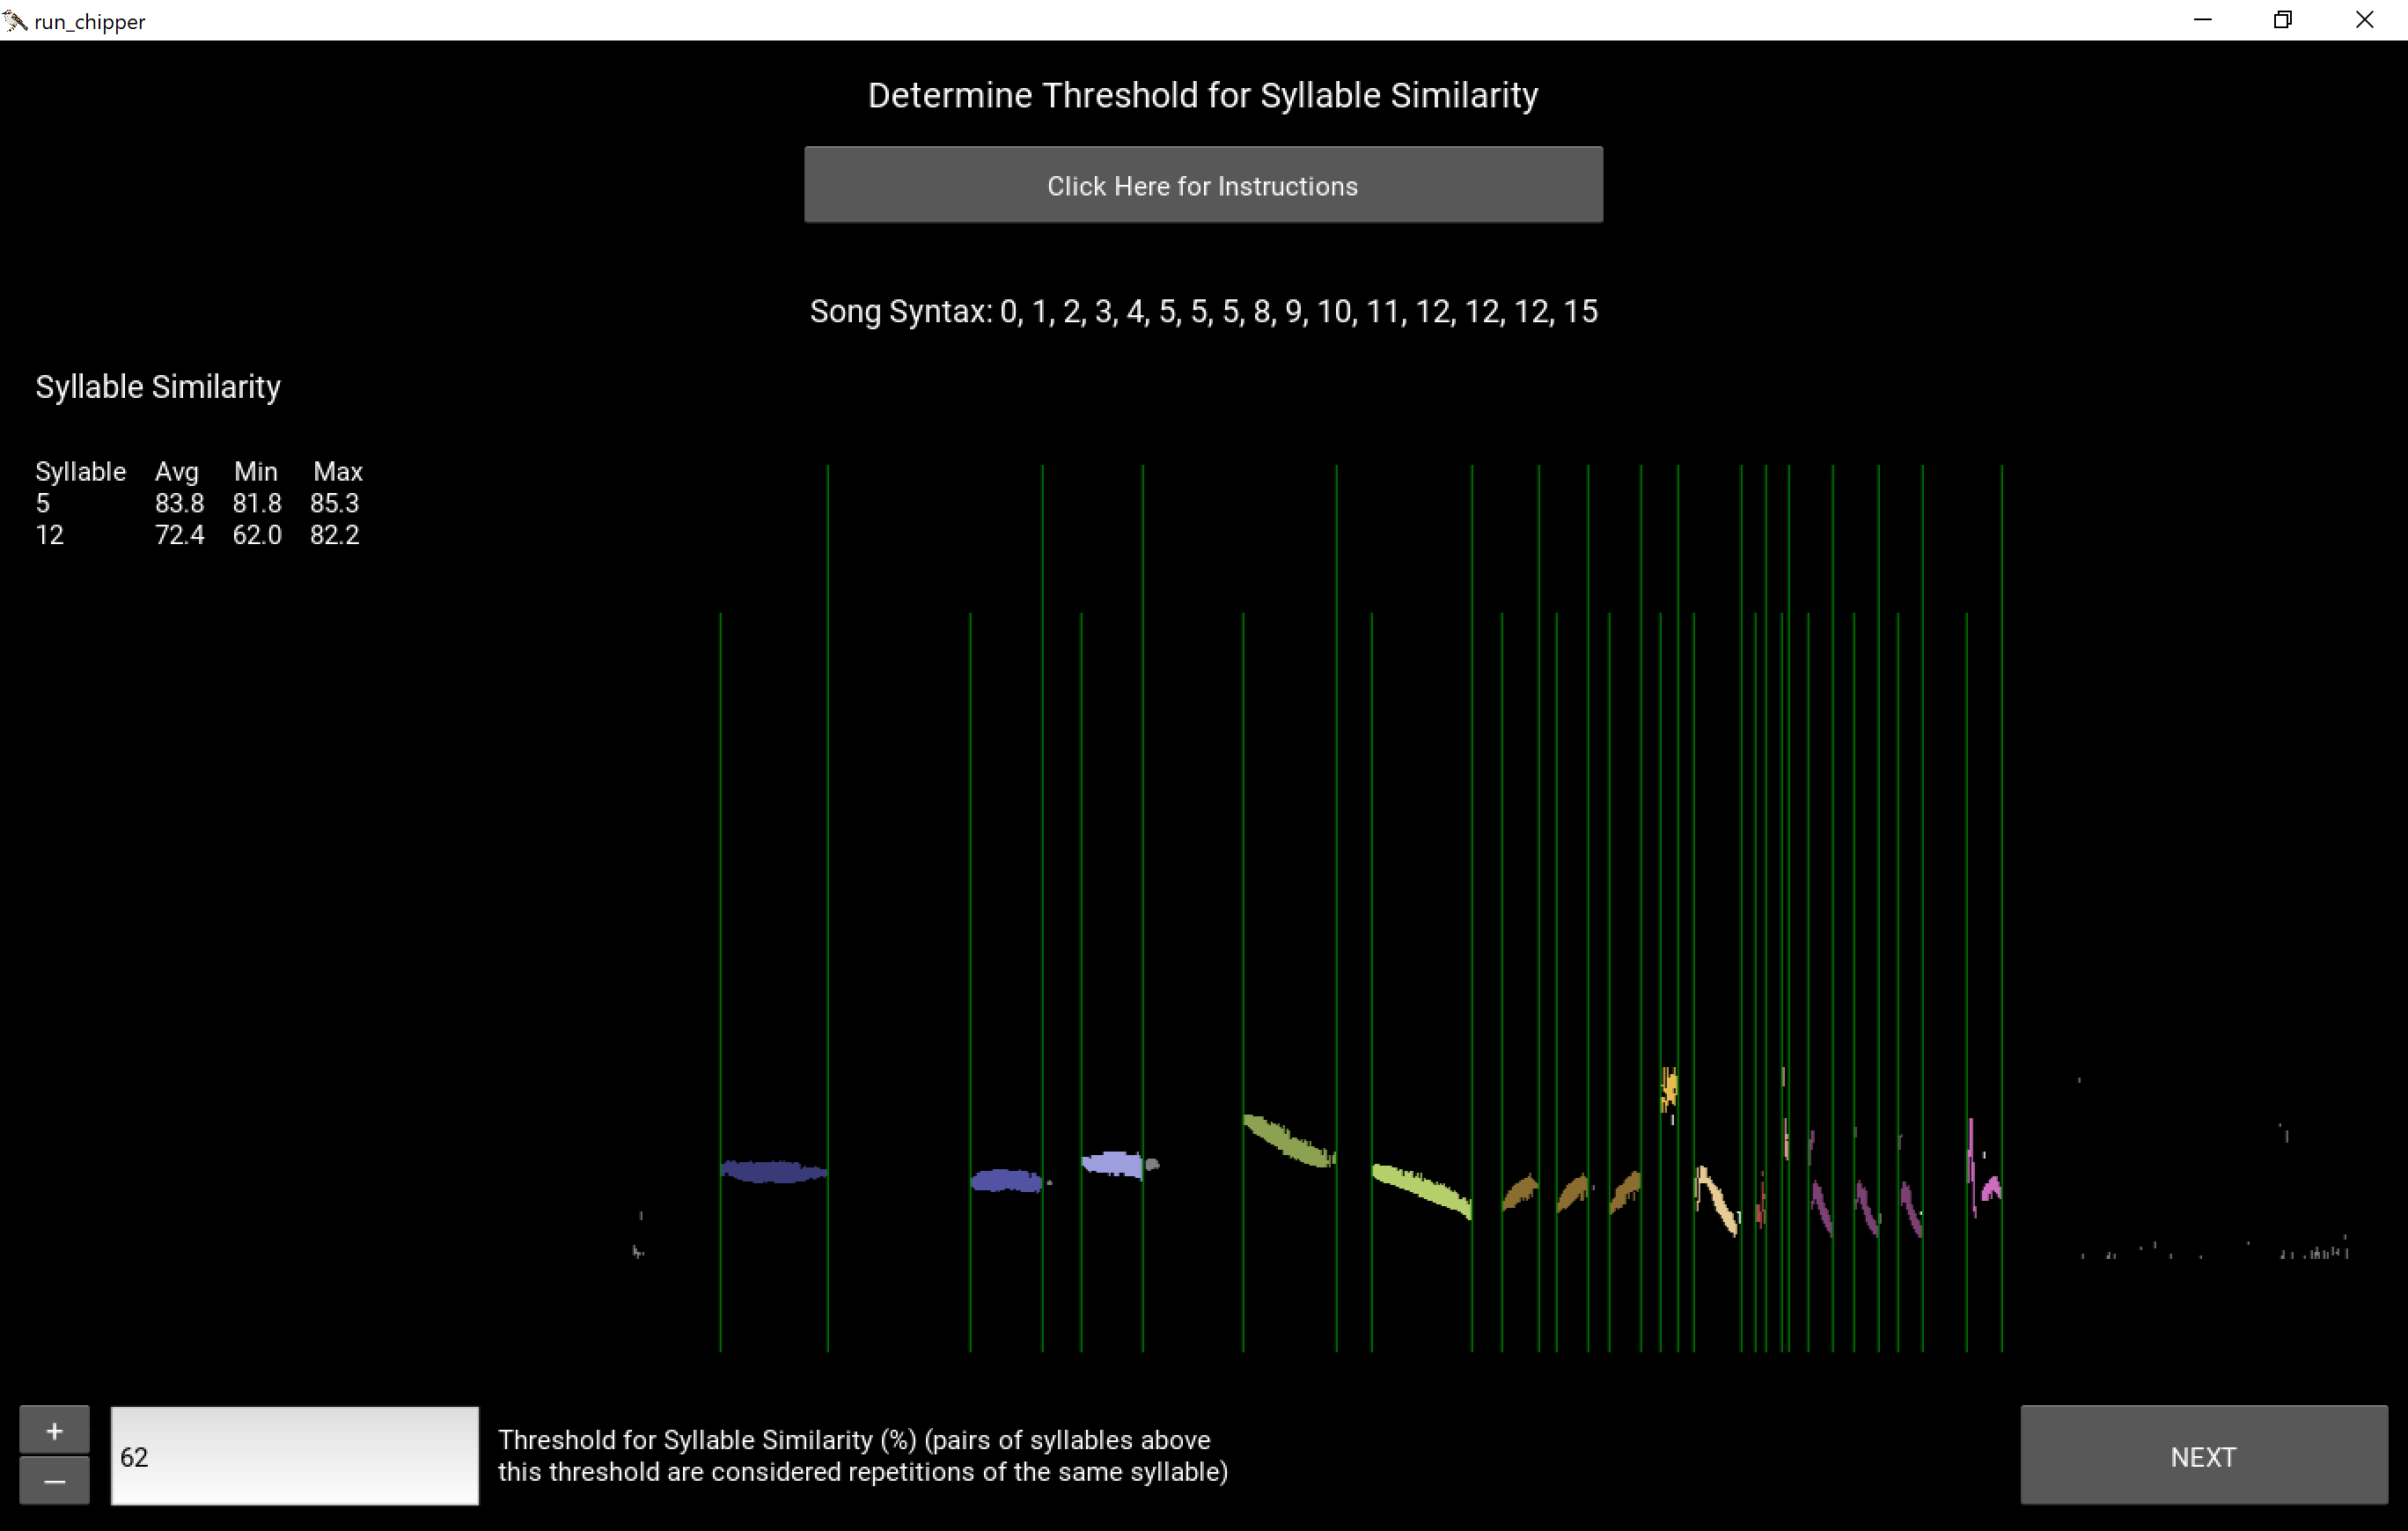 run_chipper
Determine Threshold for Syllable Similarity
Click Here for Instructions
Song Syntax: 0, 1, 2, 3, 4, 5, 5, 5, 8, 9, 10, 11, 12, 12, 12, 15
Syllable Similarity
Syllable Avg Min Max
5 83.8 81.8 85.3
12 72.4 62.0 82.2
+
62
Threshold for Syllable Similarity (%) (pairs of syllables above
this threshold are considered repetitions of the same syllable)
–
NEXT